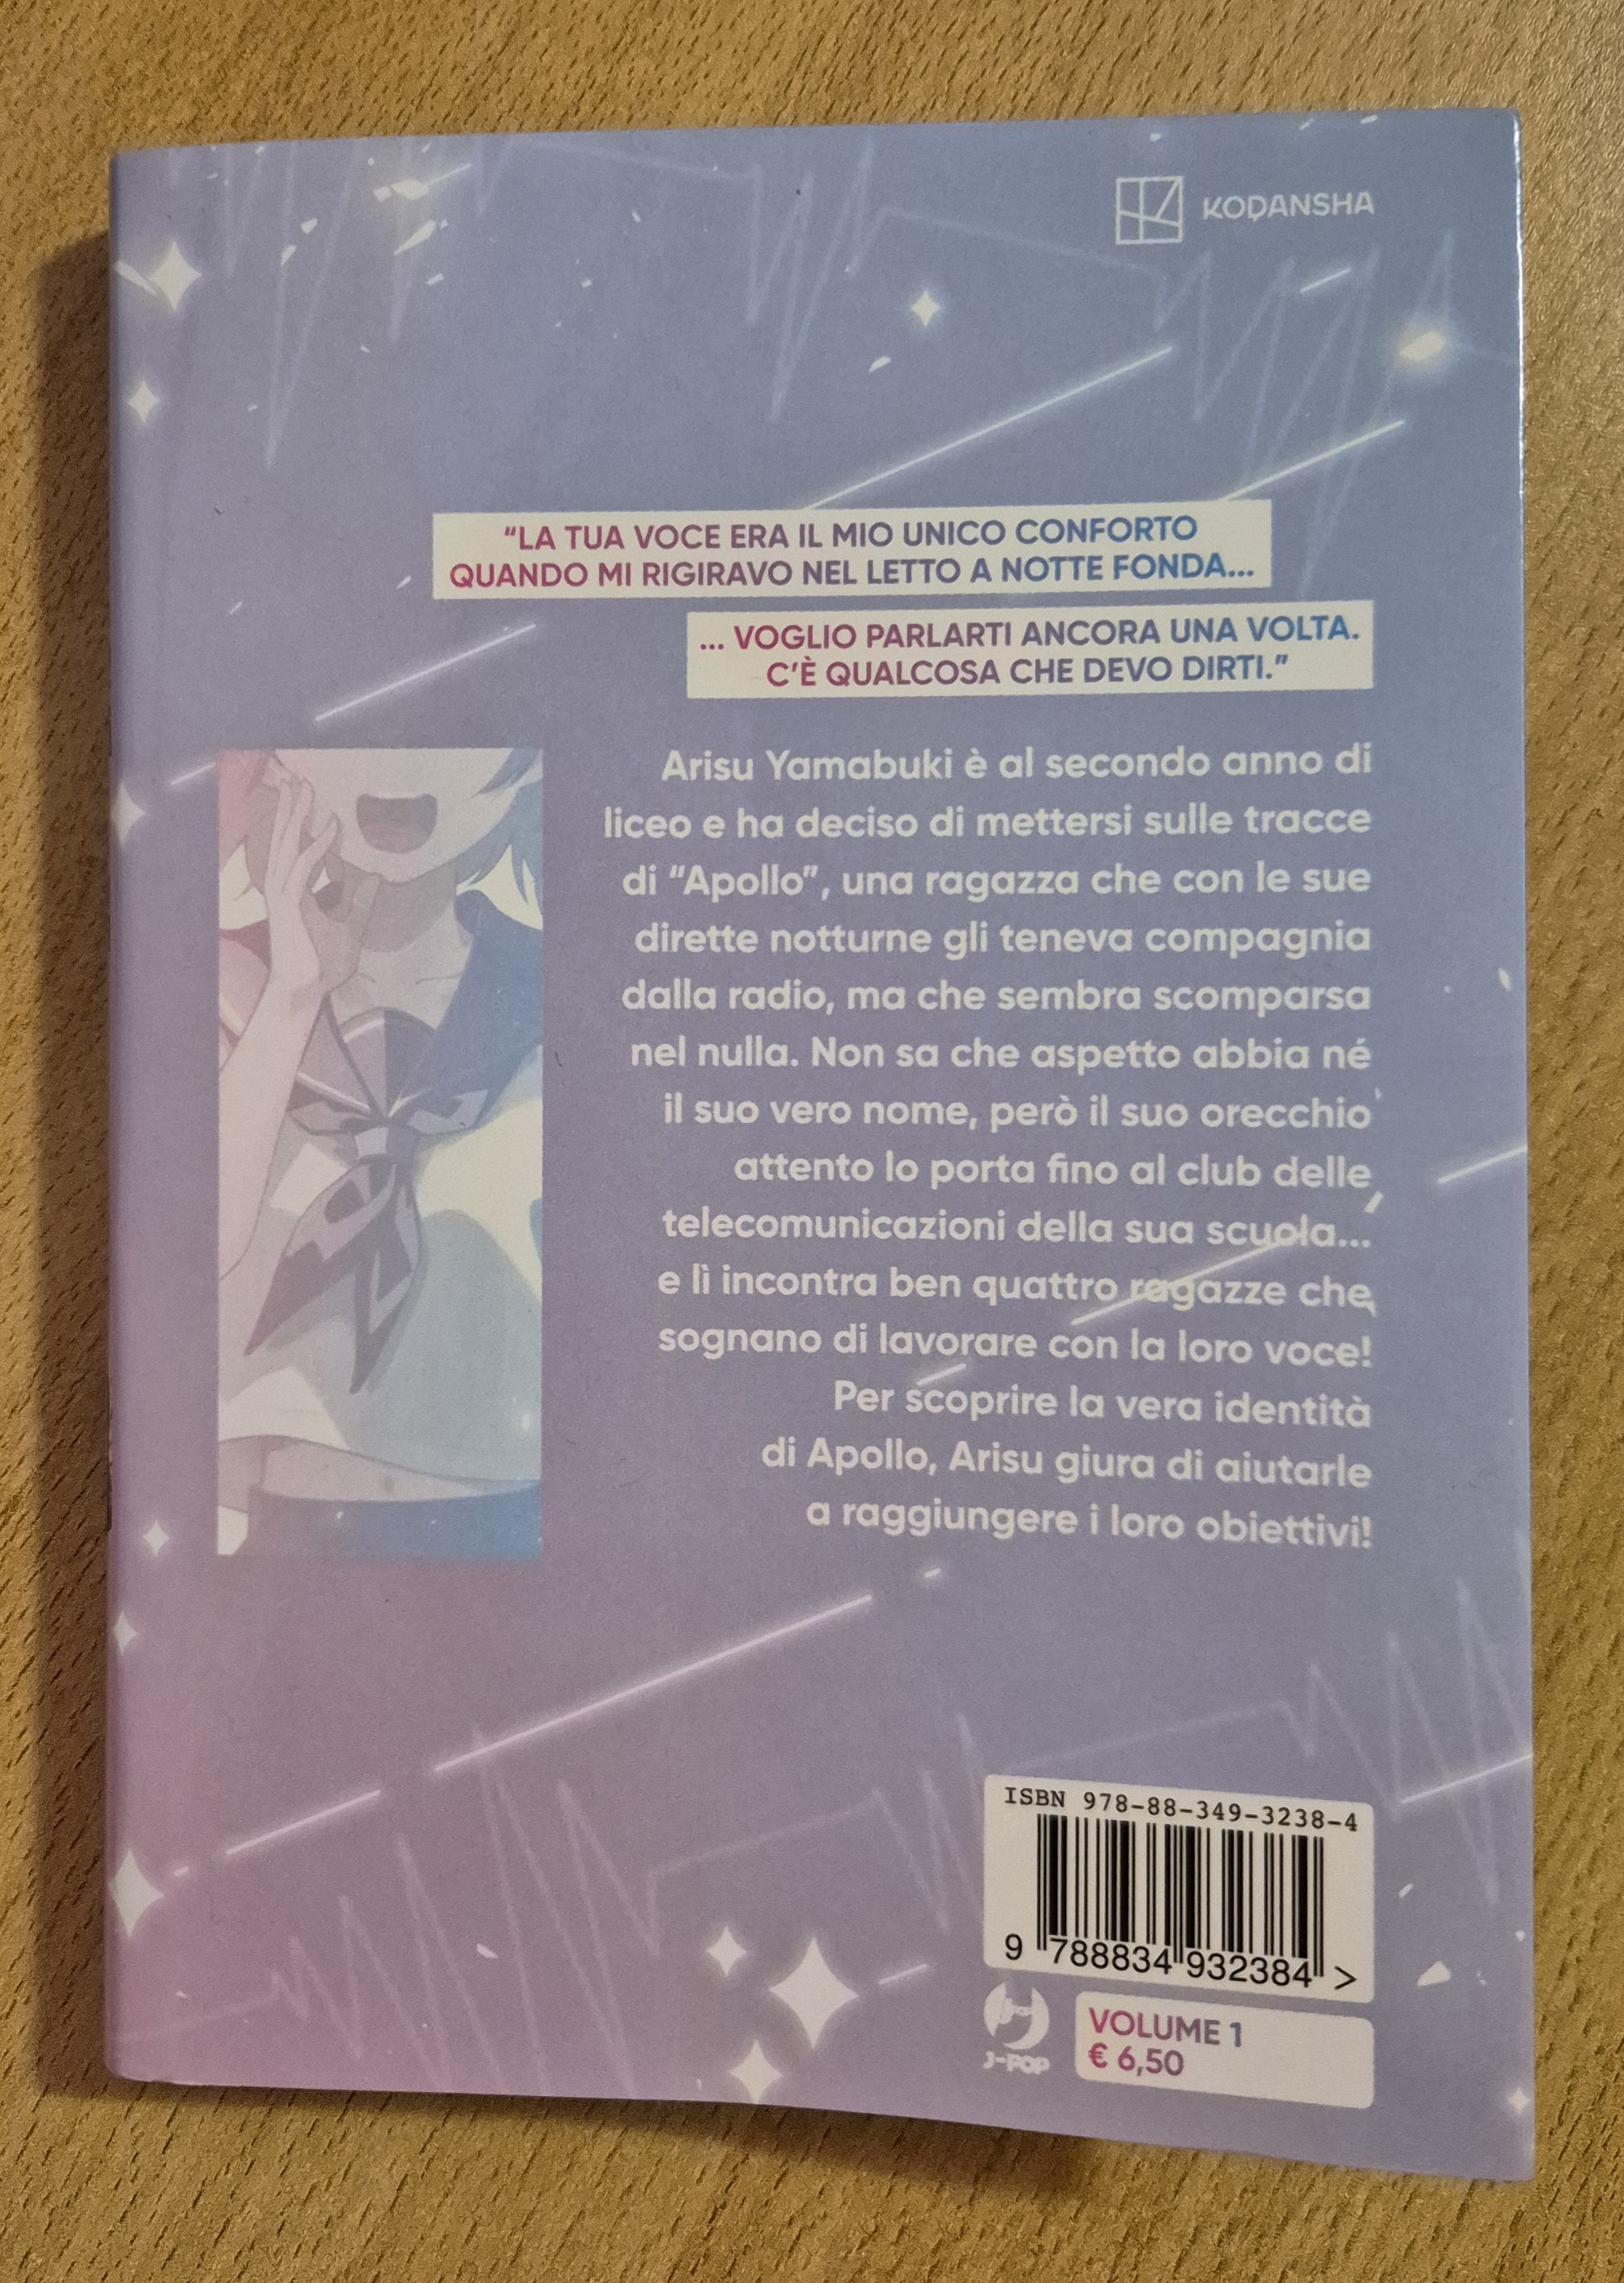 KODANSHA
“LA TUA VOCE ERA IL MIO UNICO CONFORTO
QUANDO MI RIGIRAVO NEL LETTO A NOTTE FONDA...
... VOGLIO PARLARTI ANCORA UNA VOLTA.
C’È QUALCOSA CHE DEVO DIRTI.”
Arisu Yamabuki è al secondo anno di
liceo e ha deciso di mettersi sulle tracce
di “Apollo”, una ragazza che con le sue
dirette notturne gli teneva compagnia
dalla radio, ma che sembra scomparsa
nel nulla. Non sa che aspetto abbia né
il suo vero nome, però il suo orecchio
attento lo porta fino al club delle
telecomunicazioni della sua scuola...
e lì incontra ben quattro ragazze che
sognano di lavorare con la loro voce!
Per scoprire la vera identità
di Apollo, Arisu giura di aiutarle
a raggiungere i loro obiettivi!
ISBN 978-88-349-3238-4
9 788834 932384 >
J-POP
VOLUME 1
€ 6,50